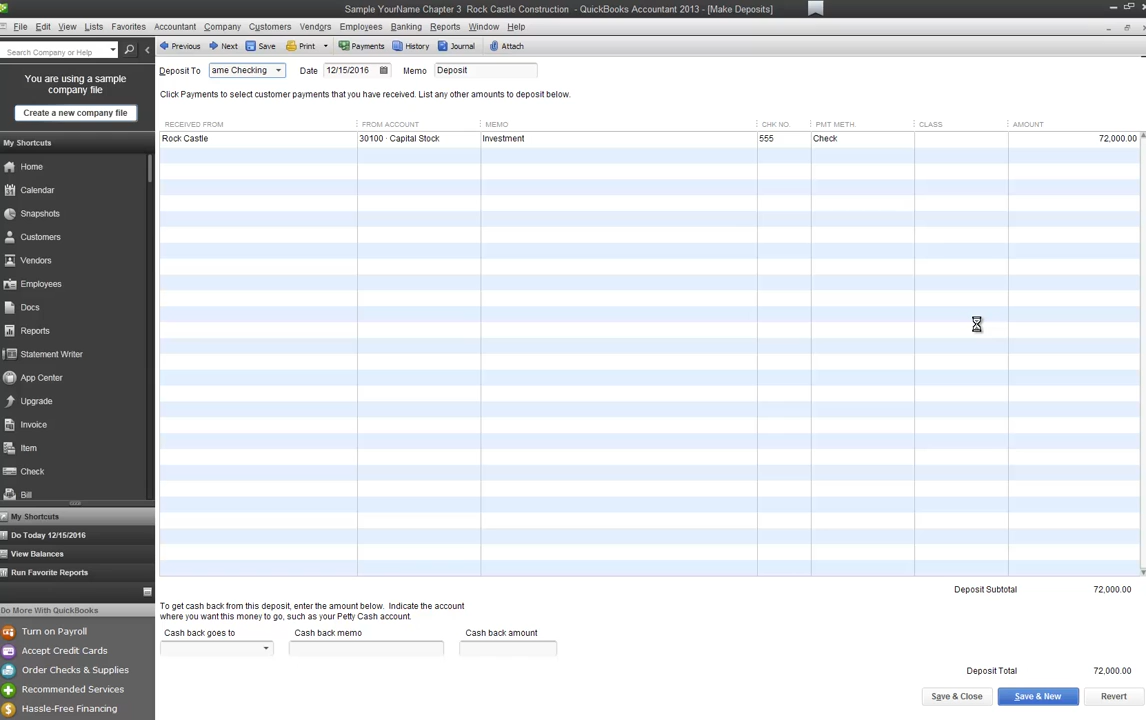 Sample YourName Chapter 3  Rock Castle Construction  - QuickBooks Accountant 2013 - [Make Deposits]
File Edit View Lists Favorites Accountant Company Customers Vendors Employees Banking Reports Window Help
Search Company or Help
Previous Next Save Print Payments History Journal Attach
You are using a sample
company file
Create a new company file
Deposit To ame Checking Date 12/15/2016 Memo Deposit
Click Payments to select customer payments that you have received. List any other amounts to deposit below.
RECEIVED FROM FROM ACCOUNT MEMO CHK NO. PMT METH. CLASS AMOUNT
Rock Castle 30100 · Capital Stock Investment 555 Check 72,000.00
My Shortcuts
Home
Calendar
Snapshots
Customers
Vendors
Employees
Docs
Reports
Statement Writer
App Center
Upgrade
Invoice
Item
Check
Bill
My Shortcuts
Do Today 12/15/2016
View Balances
Run Favorite Reports
Do More With QuickBooks
Turn on Payroll
Accept Credit Cards
Order Checks & Supplies
Recommended Services
Hassle-Free Financing
Deposit Subtotal 72,000.00
To get cash back from this deposit, enter the amount below.  Indicate the account
where you want this money to go, such as your Petty Cash account.
Cash back goes to Cash back memo Cash back amount
Deposit Total 72,000.00
Save & Close Save & New Revert